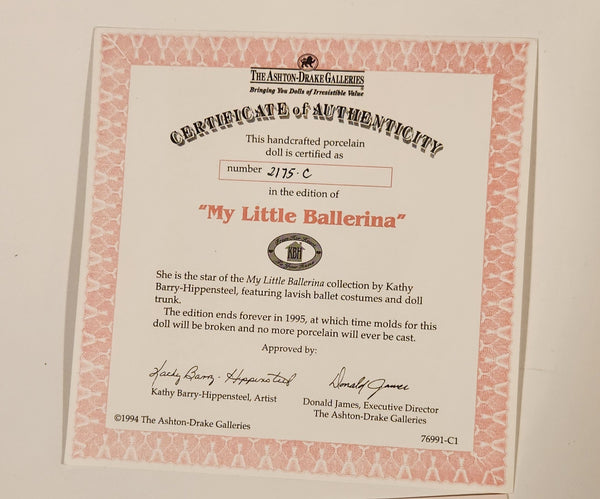 THE ASHTON-DRAKE GALLERIES
Bringing You Dolls of Irresistible Value
CERTIFICATE of AUTHENTICITY
This handcrafted porcelain
doll is certified as
number 2175-C
in the edition of
"My Little Ballerina"
KBH
She is the star of the My Little Ballerina collection by Kathy
Barry-Hippensteel, featuring lavish ballet costumes and doll
trunk.
The edition ends forever in 1995, at which time molds for this
doll will be broken and no more porcelain will ever be cast.
Approved by:
Kathy Barry-Hippensteel
Donald James
Kathy Barry-Hippensteel, Artist
Donald James, Executive Director
The Ashton-Drake Galleries
©1994 The Ashton-Drake Galleries
76991-C1